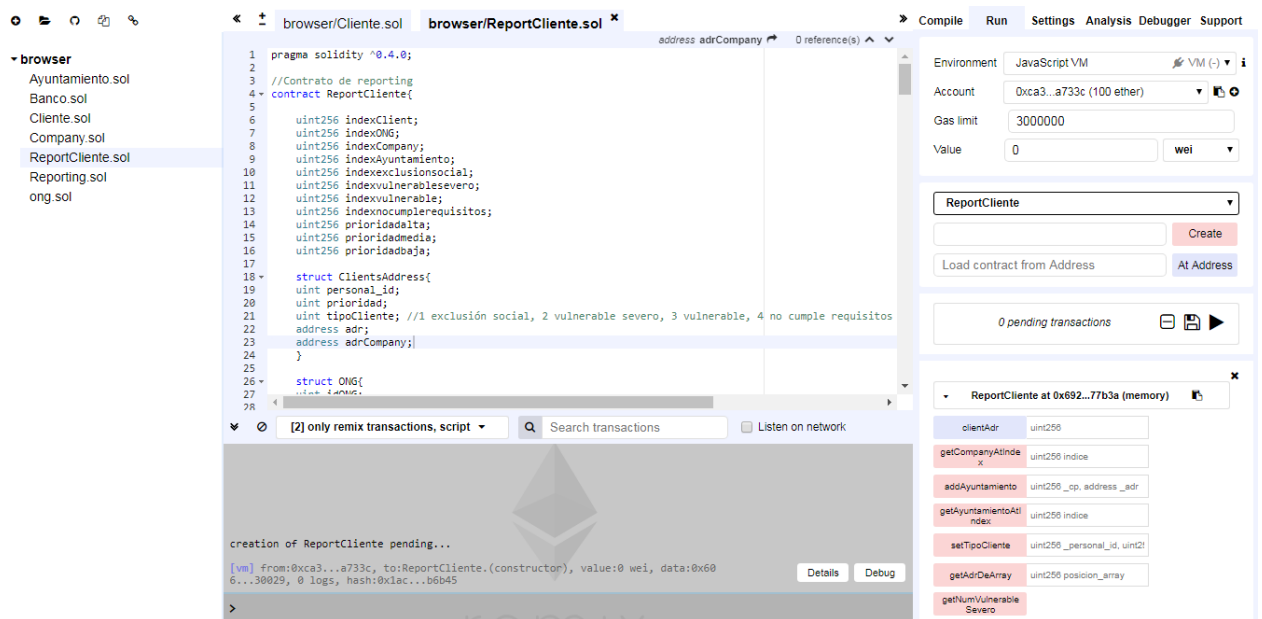 browser
Ayuntamiento.sol
Banco.sol
Cliente.sol
Company.sol
ReportCliente.sol
Reporting.sol
ong.sol
browser/Cliente.sol browser/ReportCliente.sol
address adrCompany 0 reference(s)
1 pragma solidity ^0.4.0;
2
3 //Contrato de reporting
4 contract ReportCliente{
5
6 uint256 indexClient;
7 uint256 indexONG;
8 uint256 indexCompany;
9 uint256 indexAyuntamiento;
10 uint256 indexexclusionsocial;
11 uint256 indexvulnerablesevero;
12 uint256 indexvulnerable;
13 uint256 indexnocumplerequisitos;
14 uint256 prioridadalta;
15 uint256 prioridadmedia;
16 uint256 prioridadbaja;
17
18 struct ClientsAddress{
19 uint personal_id;
20 uint prioridad;
21 uint tipoCliente; //1 exclusión social, 2 vulnerable severo, 3 vulnerable, 4 no cumple requisitos
22 address adr;
23 address adrCompany;
24 }
25
26 struct ONG{
27 uint idONG;
28
[2] only remix transactions, script
Search transactions
Listen on network
creation of ReportCliente pending...
[vm] from:0xca3...a733c, to:ReportCliente.(constructor), value:0 wei, data:0x60
6...30029, 0 logs, hash:0x1ac...b6b45
Details Debug
>
Compile Run Settings Analysis Debugger Support
Environment JavaScript VM VM (-)
Account 0xca3...a733c (100 ether)
Gas limit 3000000
Value 0 wei
ReportCliente
Create
Load contract from Address At Address
0 pending transactions
ReportCliente at 0x692...77b3a (memory)
clientAdr uint256
getCompanyAtInde
x
uint256 indice
addAyuntamiento uint256 _cp, address _adr
getAyuntamientoAtI
ndex
uint256 indice
setTipoCliente uint256 _personal_id, uint2
getAdrDeArray uint256 posicion_array
getNumVulnerable
Severo